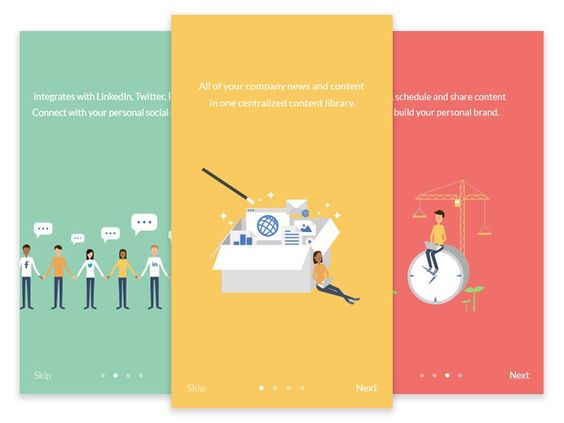 Integrates with LinkedIn, Twitter, F
Connect with your personal social
Skip
All of your company news and content
in one centralized content library.
Skip
Next
schedule and share content
build your personal brand.
Next